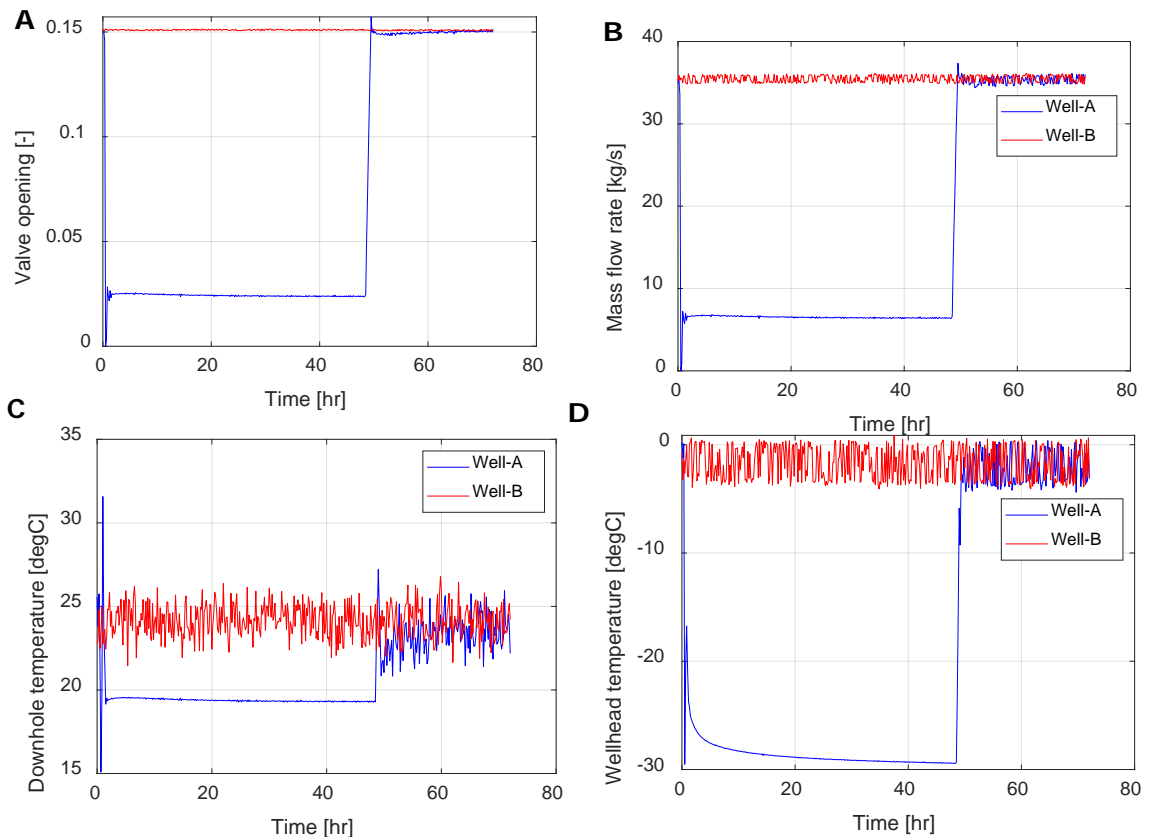 A
0.15
0.1
0.05
0
Valve opening [-]
0
20
40
60
80
Time [hr]
B
40
30
20
10
0
Mass flow rate [kg/s]
Well-A
Well-B
0
20
40
60
80
Time [hr]
C
35
30
25
20
15
Downhole temperature [degC]
Well-A
Well-B
0
20
40
60
80
Time [hr]
D
0
-10
-20
-30
Wellhead temperature [degC]
Well-A
Well-B
0
20
40
60
80
Time [hr]